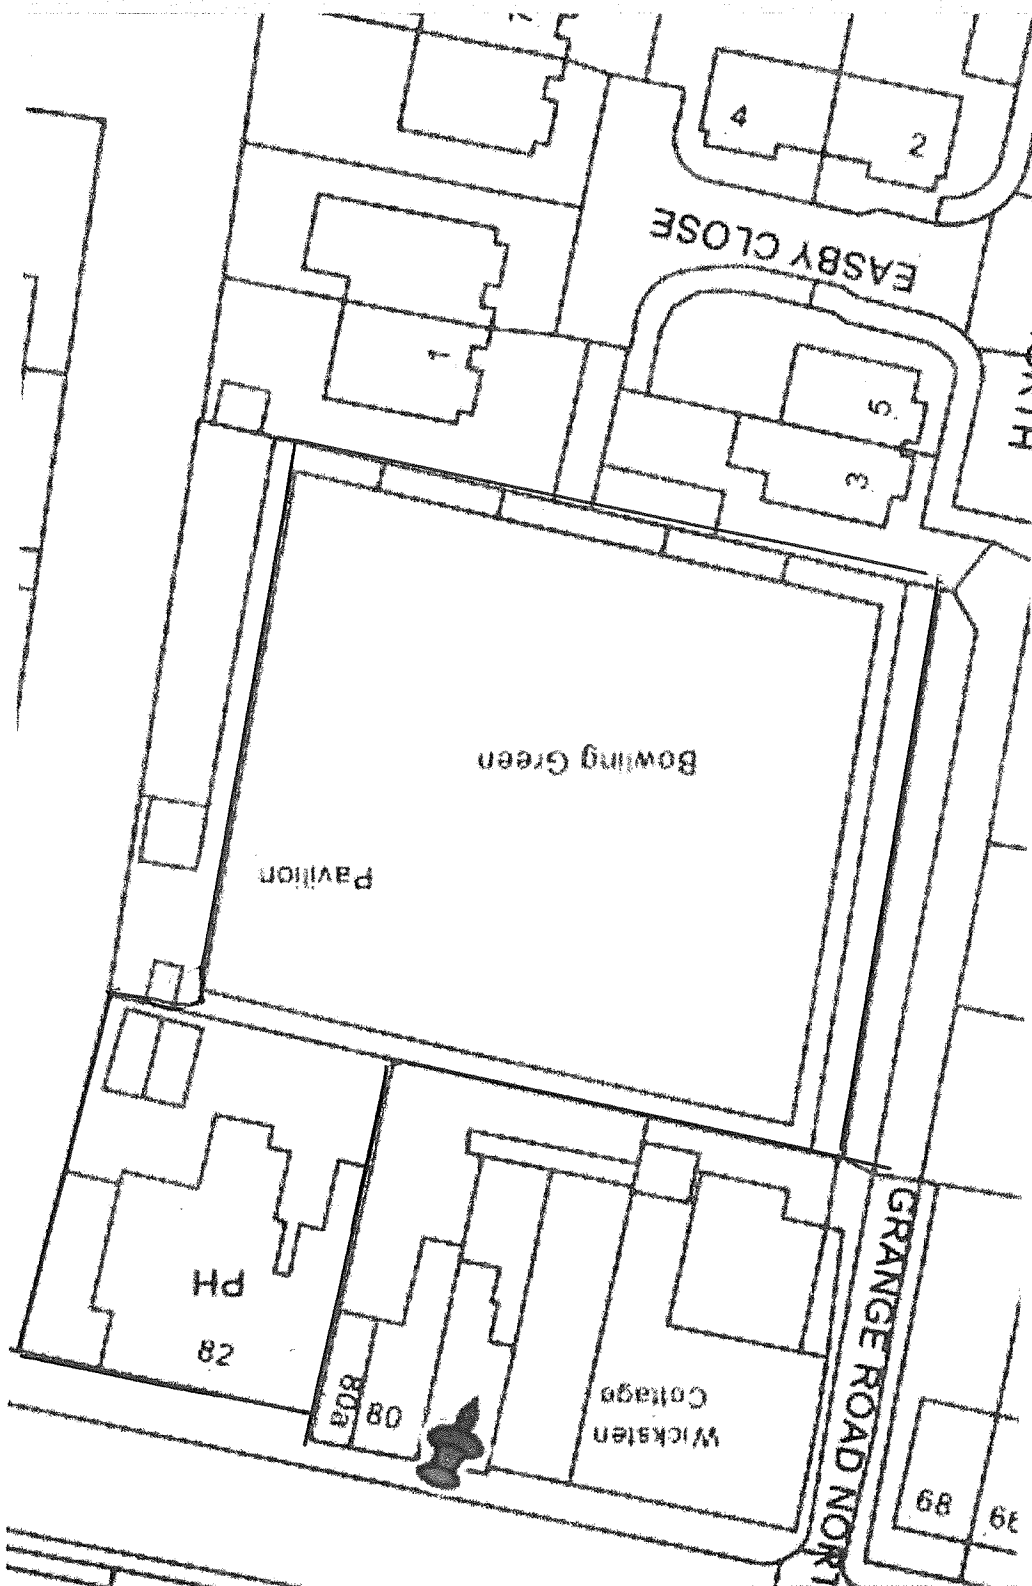 4
2
EASBY CLOSE
1
5
3
Bowling Green
Pavilion
PH
82
80a
80
Wicksten
Cottage
GRANGE ROAD NORT
68